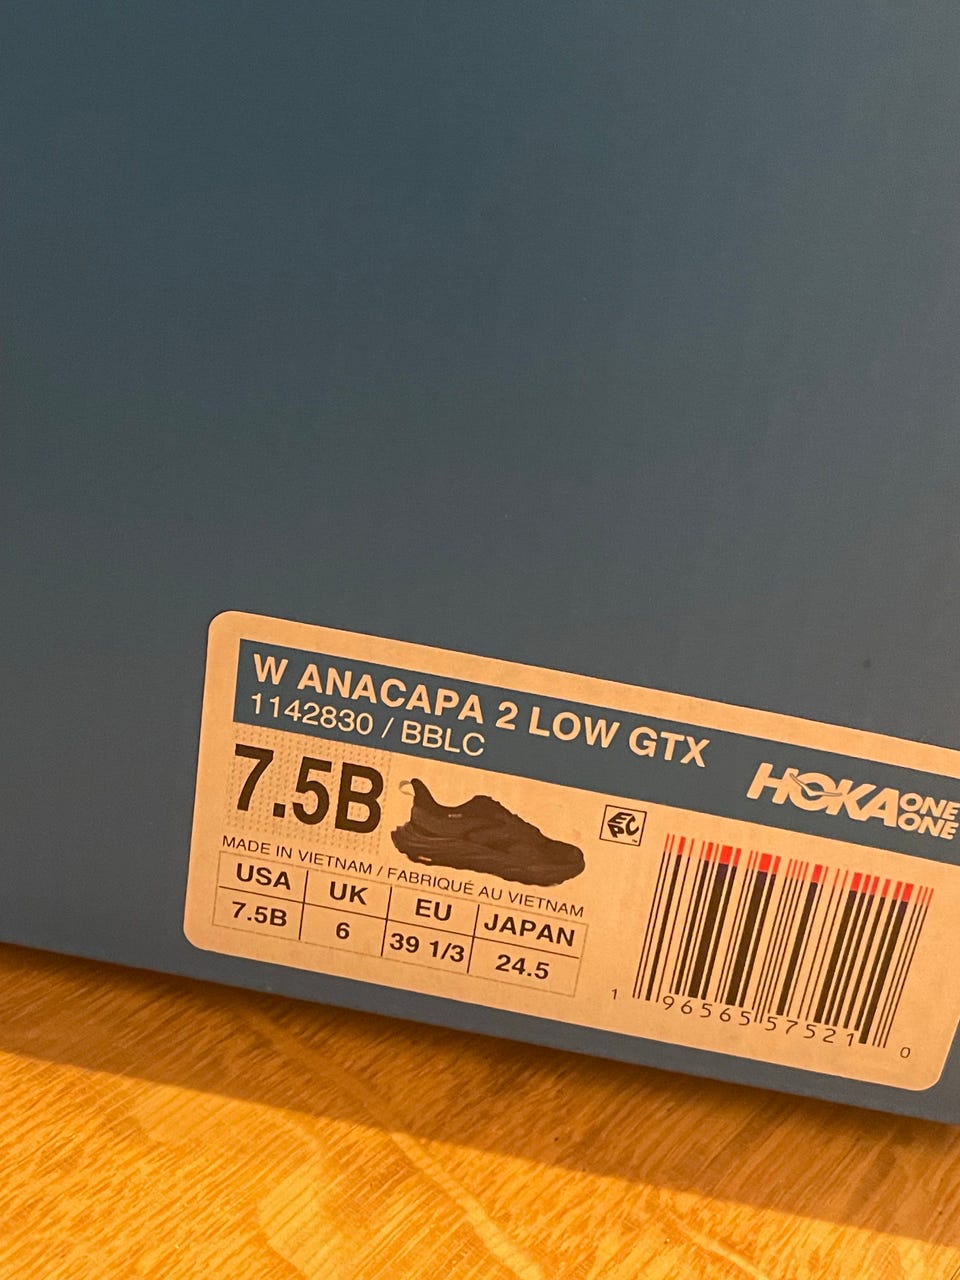 W ANACAPA 2 LOW GTX
1142830 / BBLC
HOKA ONE ONE
7.5B
EPC
MADE IN VIETNAM / FABRIQUÉ AU VIETNAM
USA UK EU JAPAN
7.5B 6 39 1/3 24.5
1 96565 57521 0